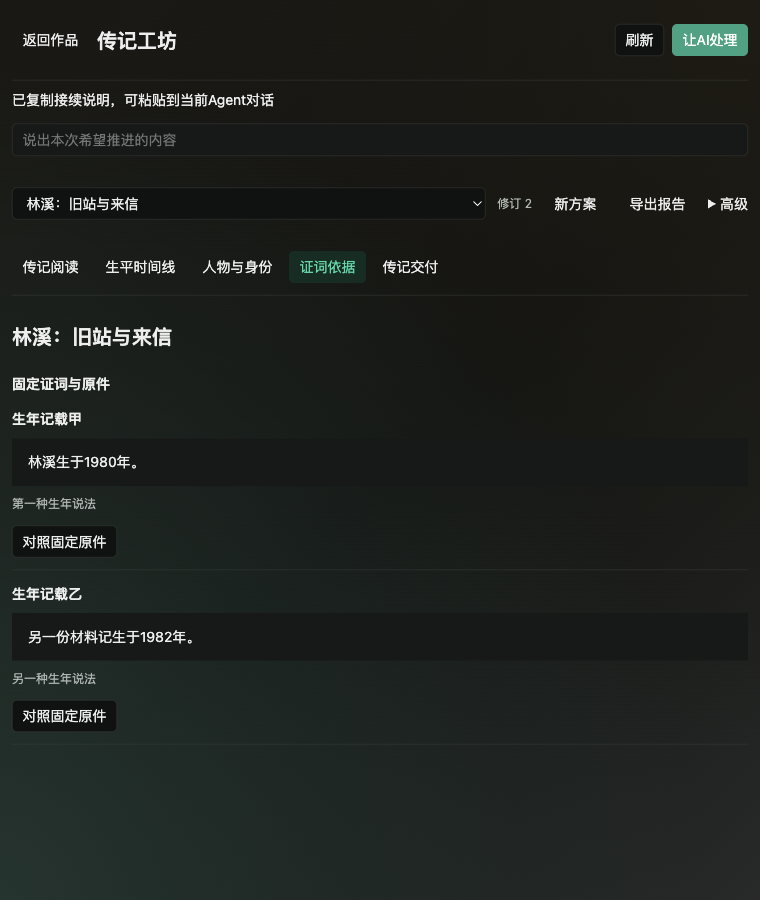 返回作品 传记工坊 刷新 让AI处理
已复制接续说明，可粘贴到当前Agent对话
说出本次希望推进的内容
林溪：旧站与来信 修订 2 新方案 导出报告 ▶ 高级
传记阅读 生平时间线 人物与身份 证词依据 传记交付
林溪：旧站与来信
固定证词与原件
生年记载甲
林溪生于1980年。
第一种生年说法
对照固定原件
生年记载乙
另一份材料记生于1982年。
另一种生年说法
对照固定原件